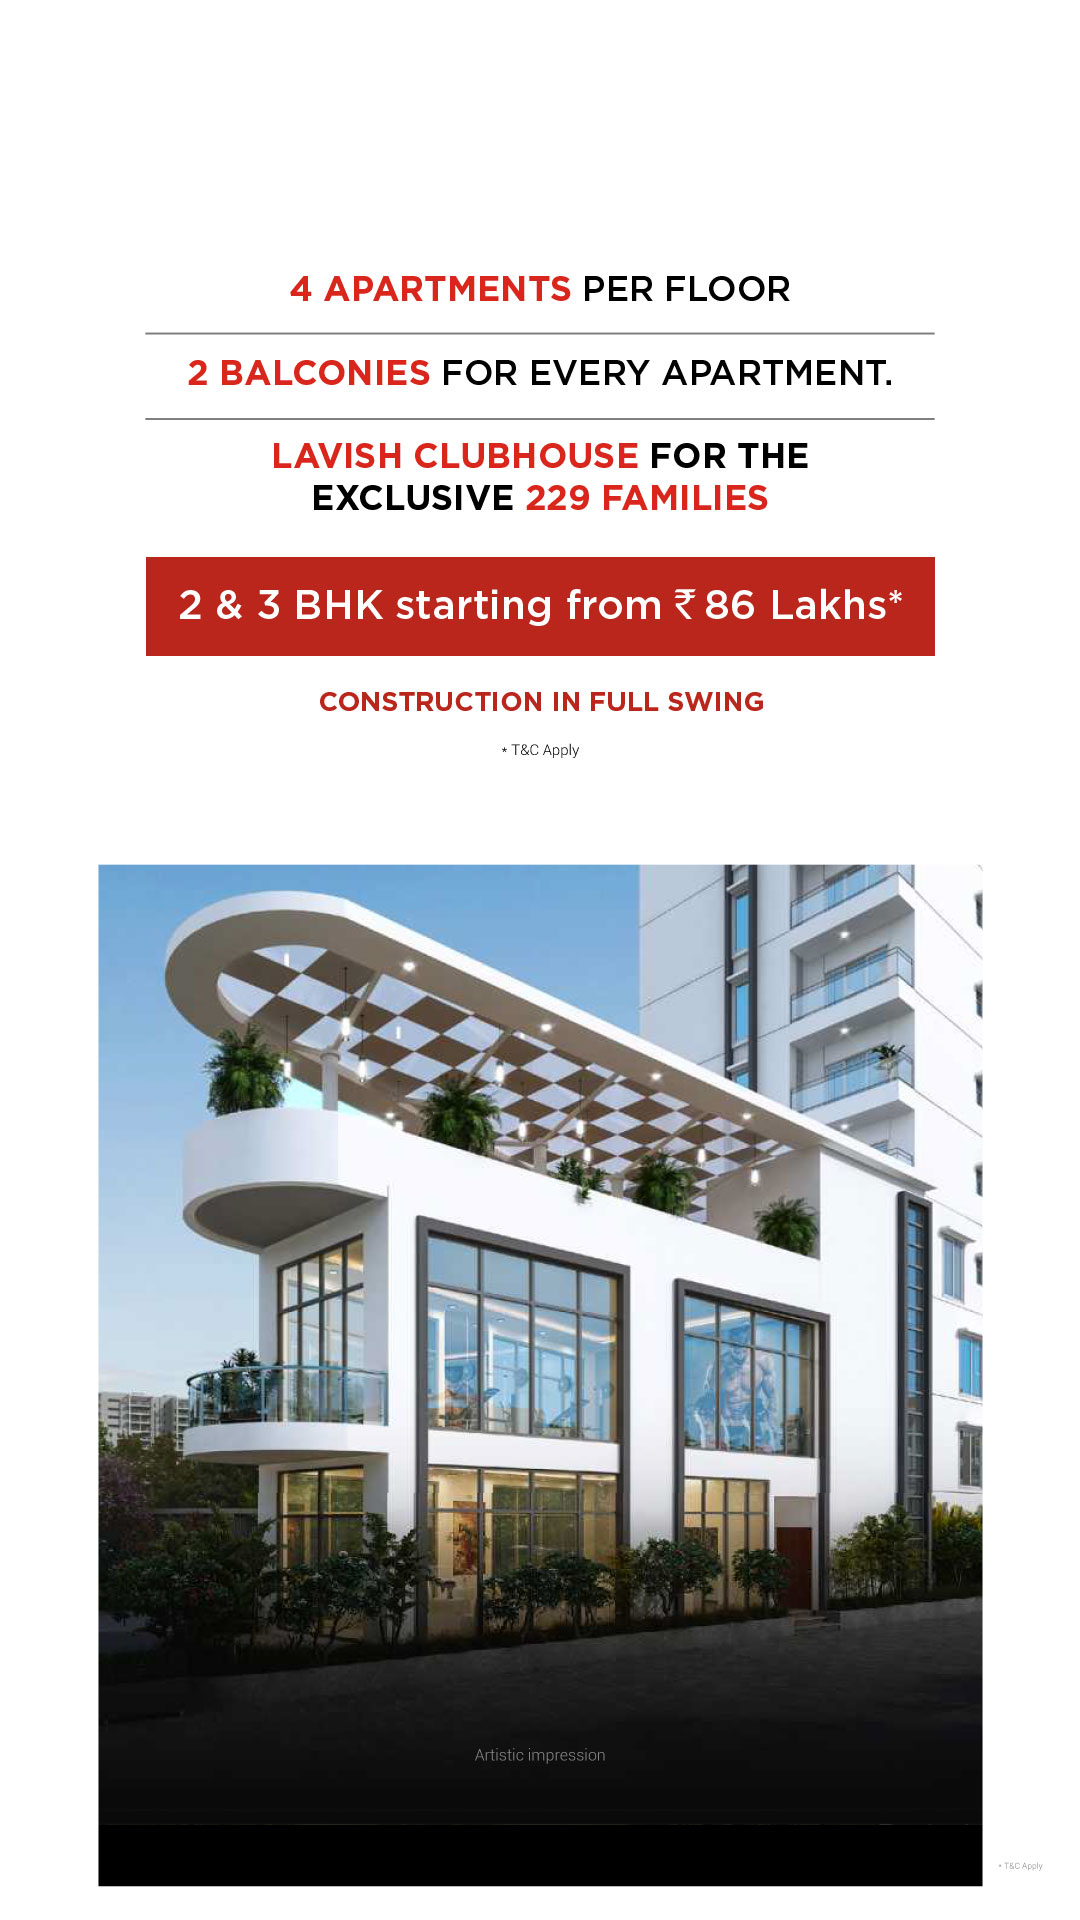 4 APARTMENTS PER FLOOR
2 BALCONIES FOR EVERY APARTMENT.
LAVISH CLUBHOUSE FOR THE
EXCLUSIVE 229 FAMILIES
2 & 3 BHK starting from ₹ 86 Lakhs*
CONSTRUCTION IN FULL SWING
* T&C Apply
Artistic impression
* T&C Apply